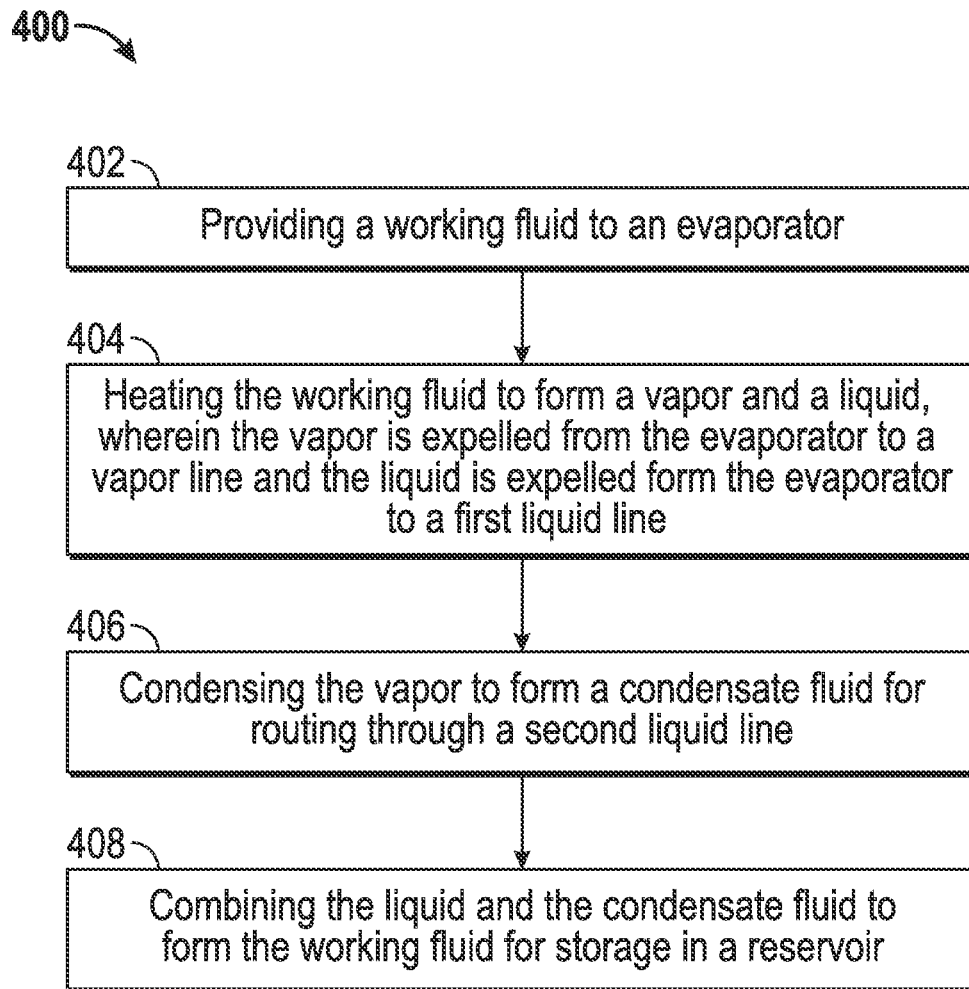 400
402
Providing a working fluid to an evaporator
404
Heating the working fluid to form a vapor and a liquid,
wherein the vapor is expelled from the evaporator to a
vapor line and the liquid is expelled form the evaporator
to a first liquid line
406
Condensing the vapor to form a condensate fluid for
routing through a second liquid line
408
Combining the liquid and the condensate fluid to
form the working fluid for storage in a reservoir